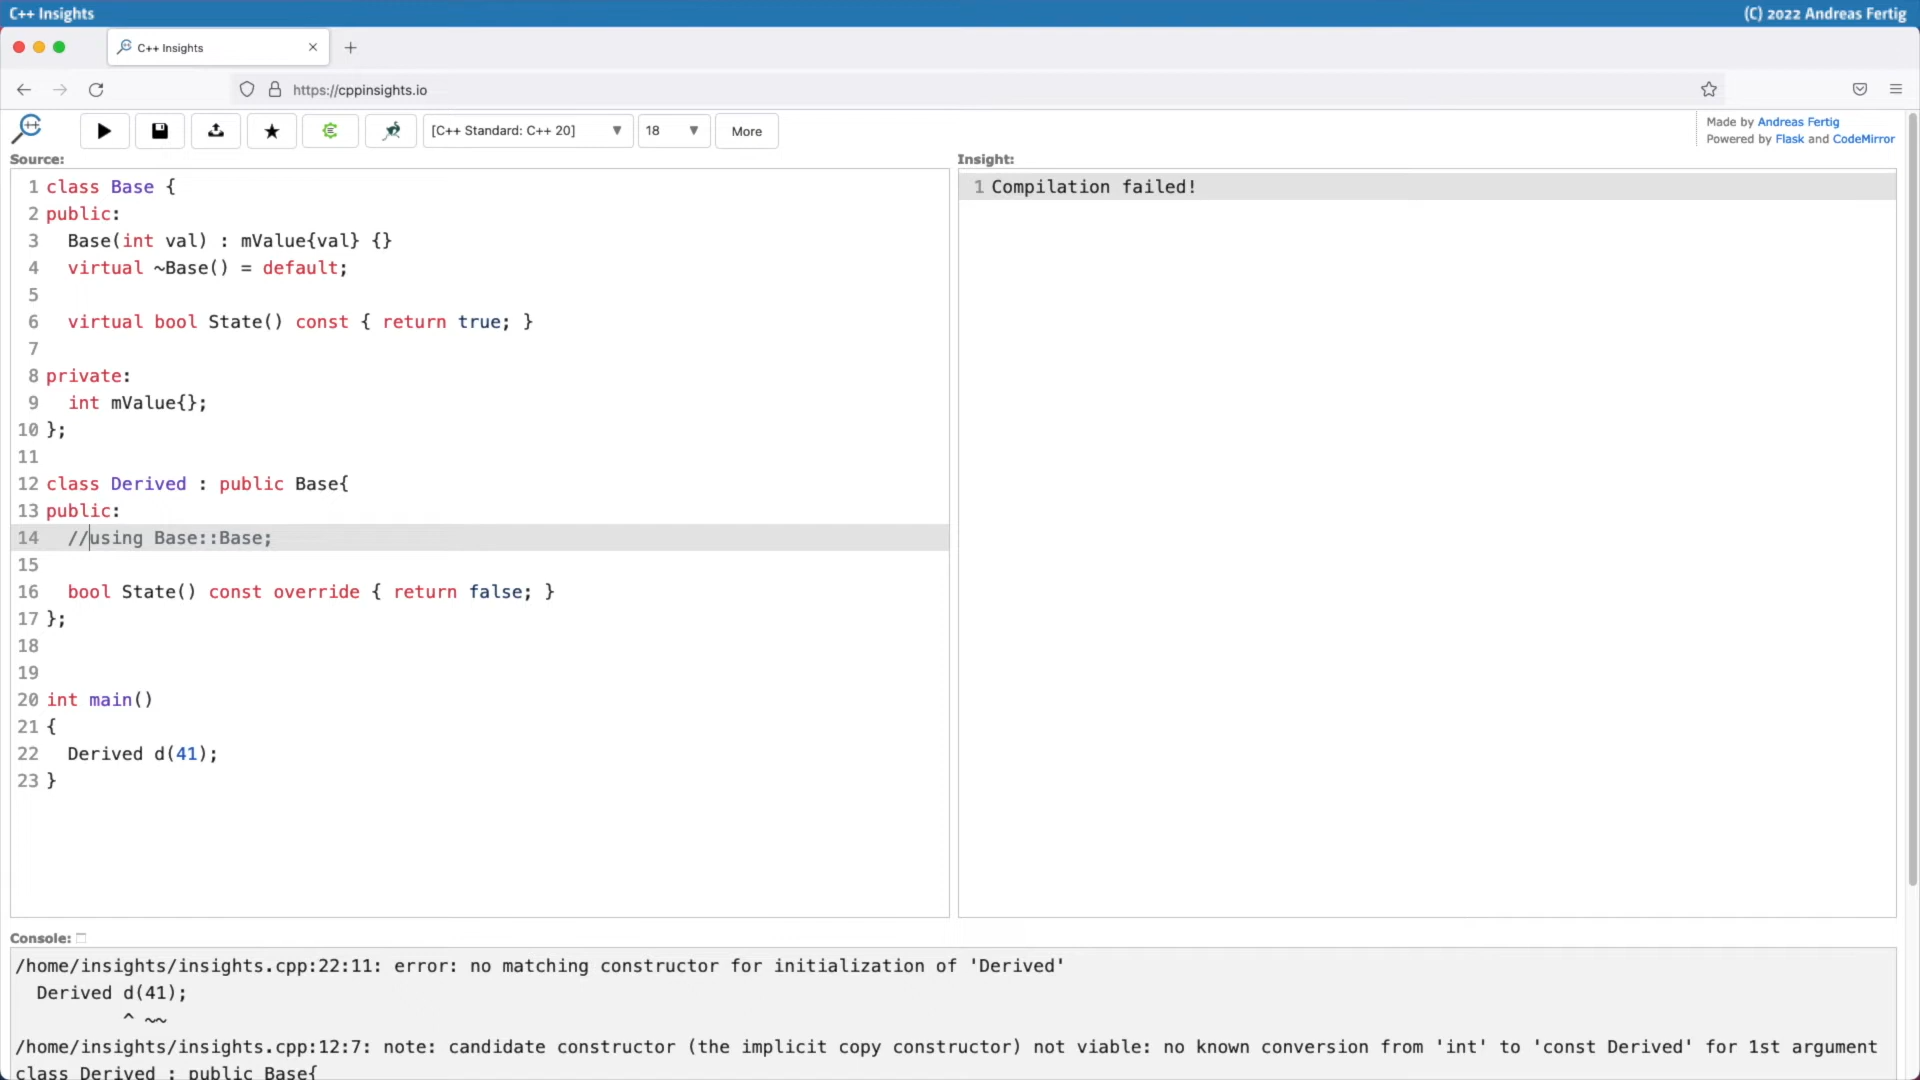 C++ Insights
(C) 2022 Andreas Fertig
C++ Insights
https://cppinsights.io
[C++ Standard: C++ 20]
18
More
Made by Andreas Fertig
Powered by Flask and CodeMirror
Source:
1 class Base {
2 public:
3   Base(int val) : mValue{val} {}
4   virtual ~Base() = default;
5
6   virtual bool State() const { return true; }
7
8 private:
9   int mValue{};
10 };
11
12 class Derived : public Base{
13 public:
14   //using Base::Base;
15
16   bool State() const override { return false; }
17 };
18
19
20 int main()
21 {
22   Derived d(41);
23 }
Insight:
1 Compilation failed!
Console:
/home/insights/insights.cpp:22:11: error: no matching constructor for initialization of 'Derived'
  Derived d(41);
          ^ ~~
/home/insights/insights.cpp:12:7: note: candidate constructor (the implicit copy constructor) not viable: no known conversion from 'int' to 'const Derived' for 1st argument
class Derived : public Base{